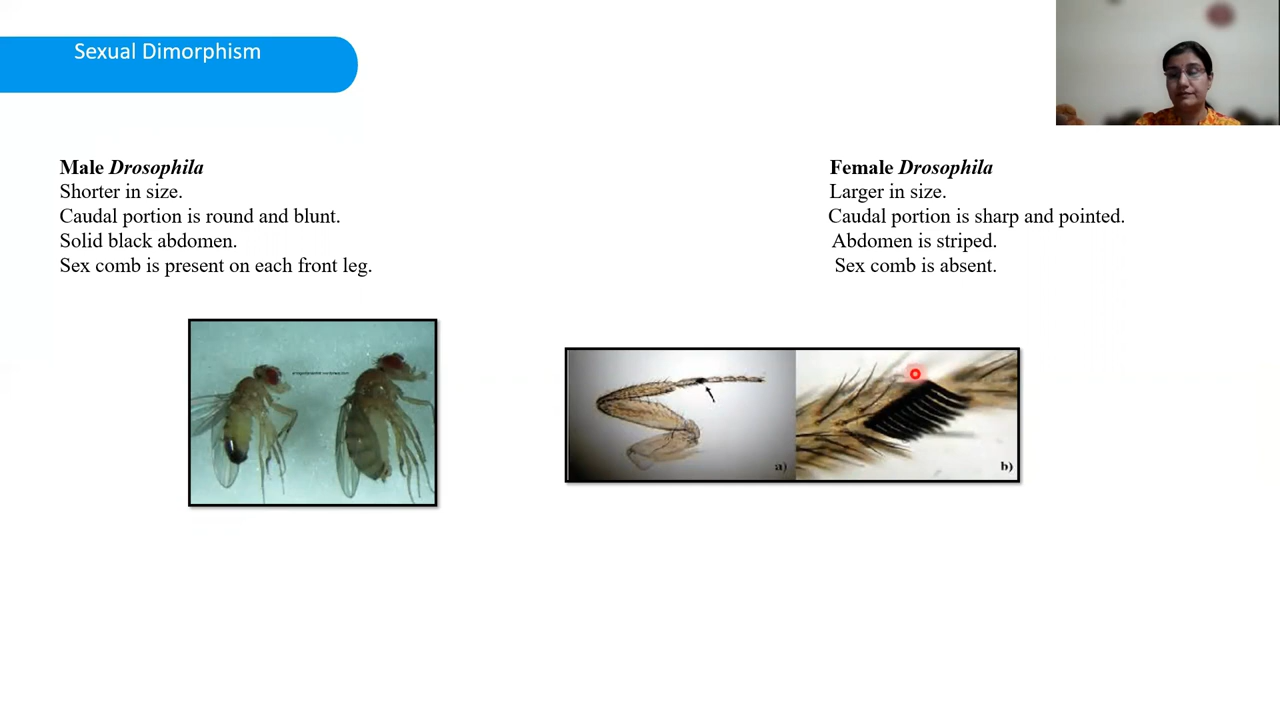 Sexual Dimorphism
Male Drosophila
Shorter in size.
Caudal portion is round and blunt.
Solid black abdomen.
Sex comb is present on each front leg.
Female Drosophila
Larger in size.
Caudal portion is sharp and pointed.
Abdomen is striped.
Sex comb is absent.
a)
b)